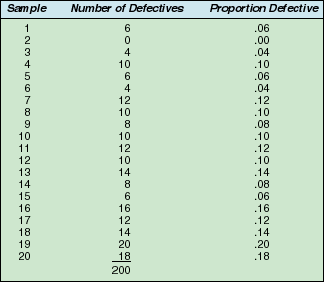 Sample Number of Defectives Proportion Defective
1 6 .06
2 0 .00
3 4 .04
4 10 .10
5 6 .06
6 4 .04
7 12 .12
8 10 .10
9 8 .08
10 10 .10
11 12 .12
12 10 .10
13 14 .14
14 8 .08
15 6 .06
16 16 .16
17 12 .12
18 14 .14
19 20 .20
20 18 .18
200